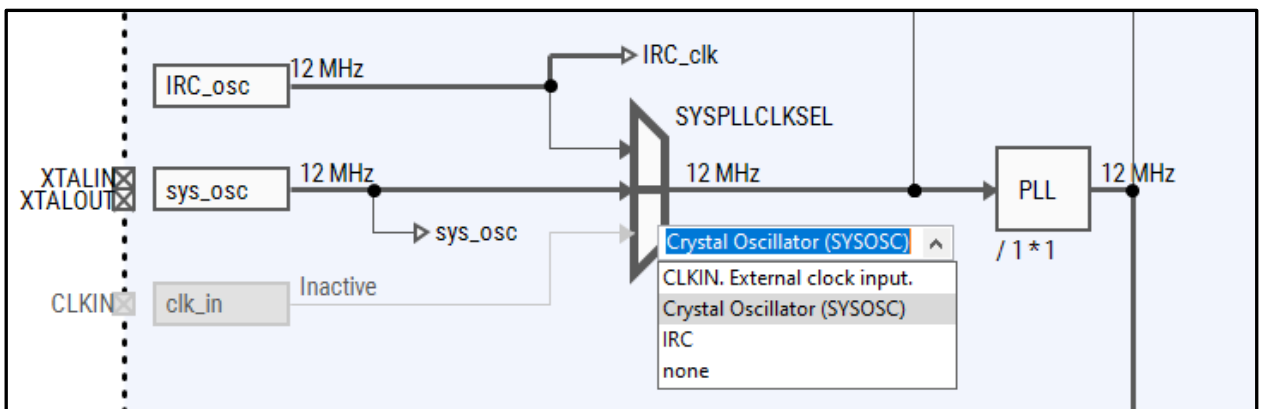 IRC_clk
12 MHz
IRC_osc
SYSPLLCLKSEL
XTALIN
XTALOUT
sys_osc
12 MHz
12 MHz
PLL
12 MHz
sys_osc
Crystal Oscillator (SYSOSC)
/ 1 * 1
CLKIN. External clock input.
Crystal Oscillator (SYSOSC)
IRC
none
CLKIN
clk_in
Inactive